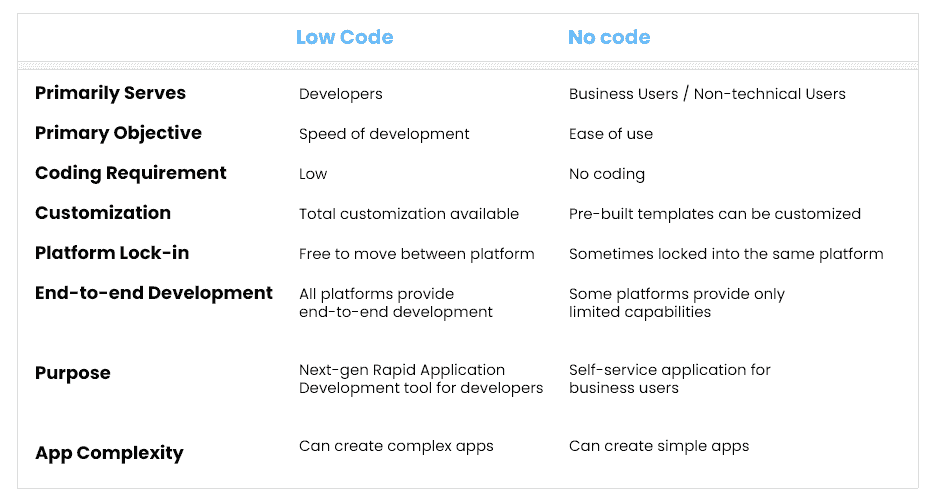 Low Code No code
Primarily Serves Developers Business Users / Non-technical Users
Primary Objective Speed of development Ease of use
Coding Requirement Low No coding
Customization Total customization available Pre-built templates can be customized
Platform Lock-in Free to move between platform Sometimes locked into the same platform
End-to-end Development All platforms provide Some platforms provide only
end-to-end development limited capabilities
Purpose Next-gen Rapid Application Self-service application for
Development tool for developers business users
App Complexity Can create complex apps Can create simple apps